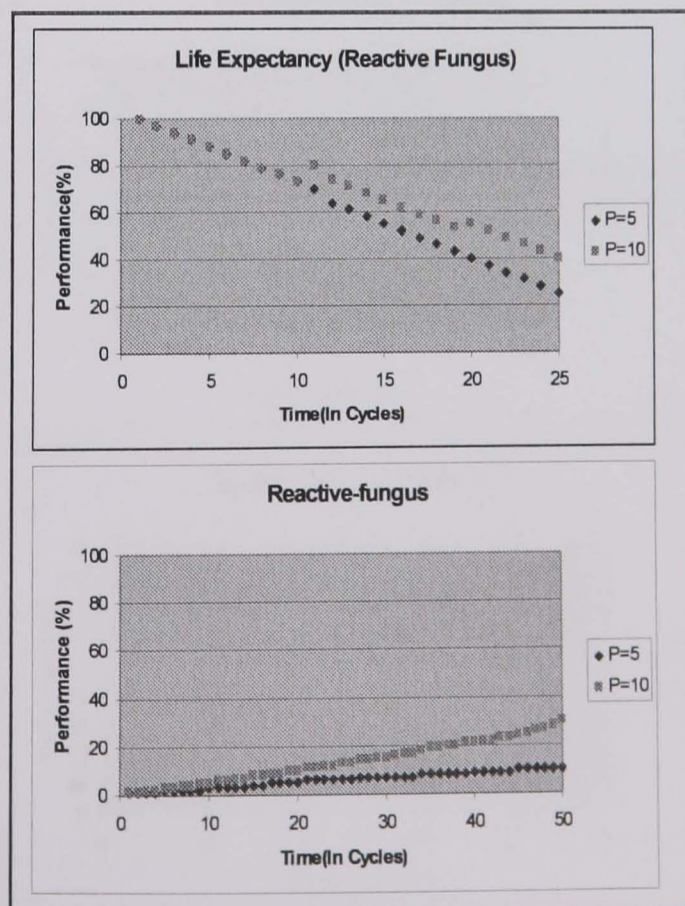 Life Expectancy (Reactive Fungus)
Performance(%)
100
80
60
40
20
0
0 5 10 15 20 25
Time(In Cycles)
P=5
P=10
Reactive-fungus
Performance (%)
100
80
60
40
20
0
0 10 20 30 40 50
Time(In Cycles)
P=5
P=10